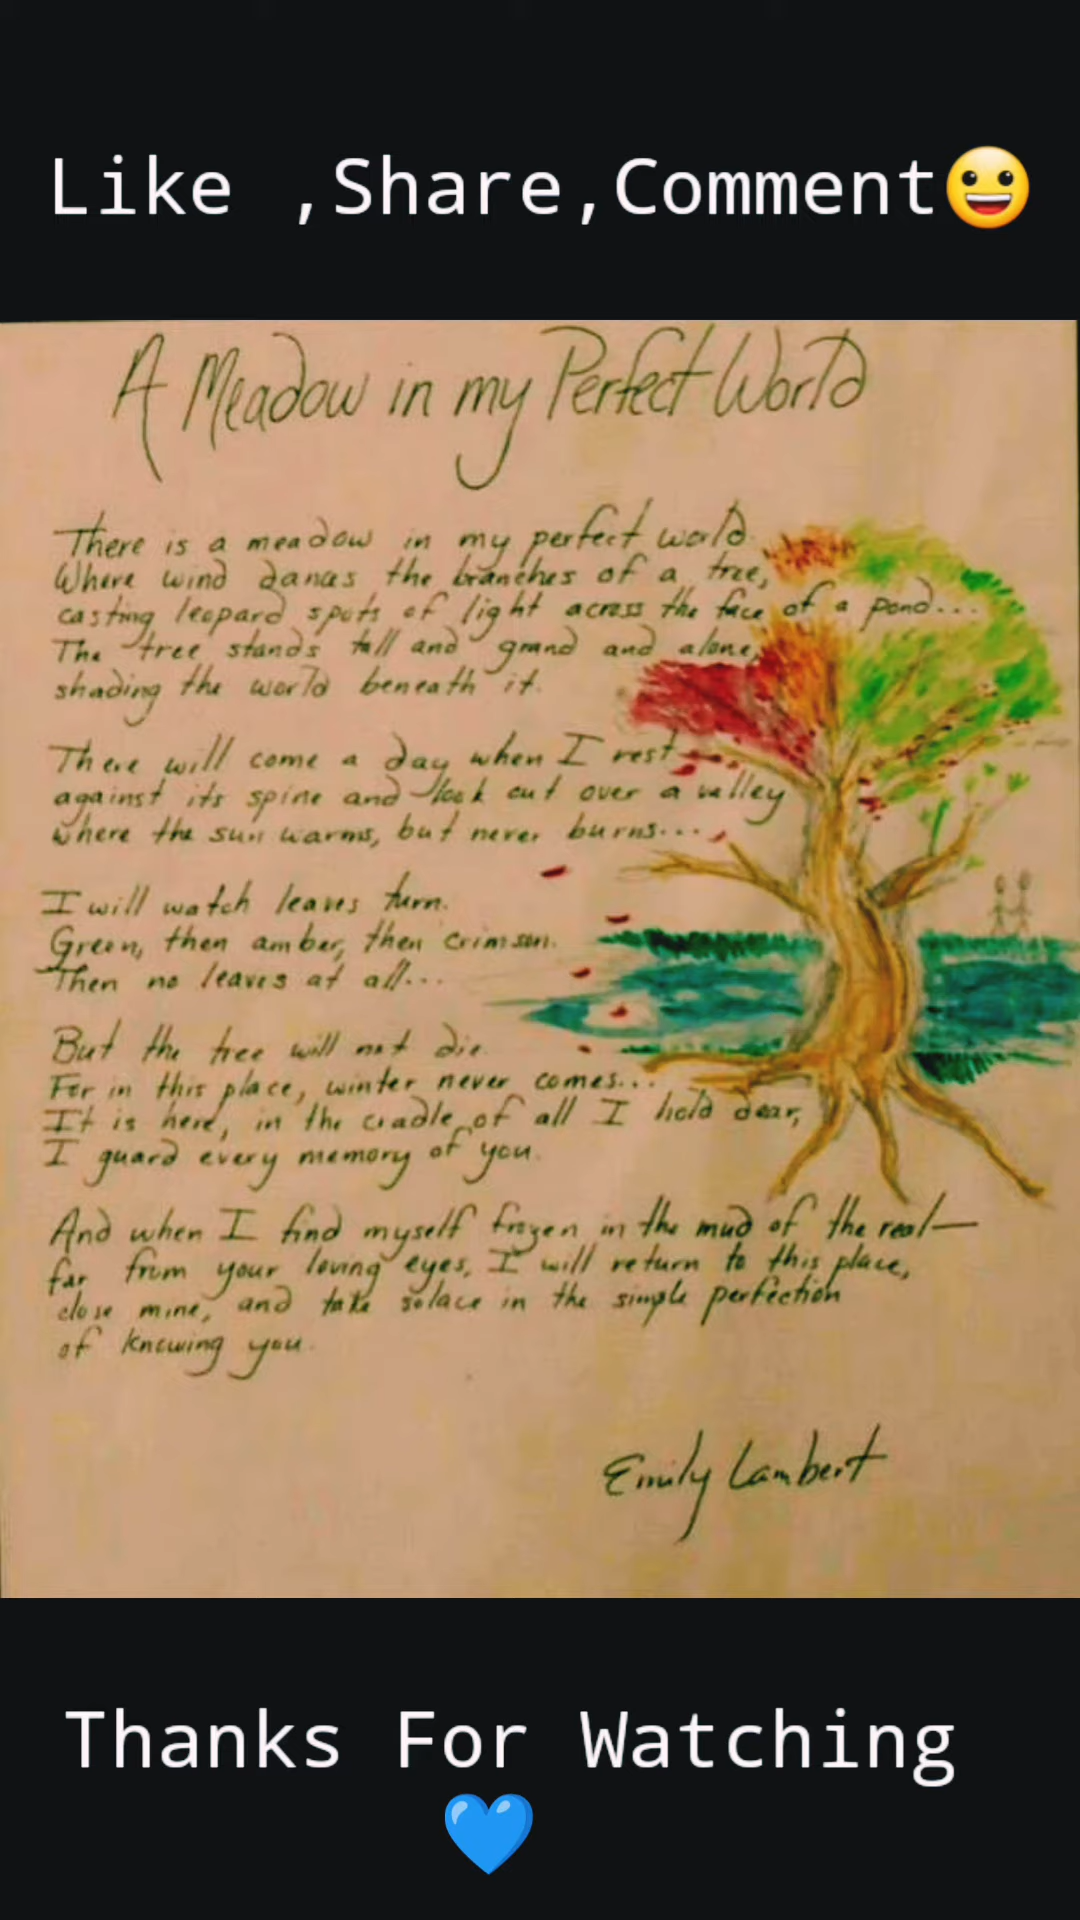 Like ,Share,Comment😀
A Meadow in my Perfect World
There is a meadow in my perfect world
Where wind dances the branches of a tree,
casting leopard spots of light across the face of a pond...
The tree stands tall and grand and alone,
shading the world beneath it.
There will come a day when I rest
against its spine and look out over a valley
where the sun warms, but never burns...
I will watch leaves turn.
Green, then amber, then crimson.
Then no leaves at all...
But the tree will not die.
For in this place, winter never comes...
It is here, in the cradle of all I hold dear,
I guard every memory of you.
And when I find myself frozen in the mud of the real—
far from your loving eyes, I will return to this place,
close mine, and take solace in the simple perfection
of knowing you.
Emily Lambert
Thanks For Watching
💙